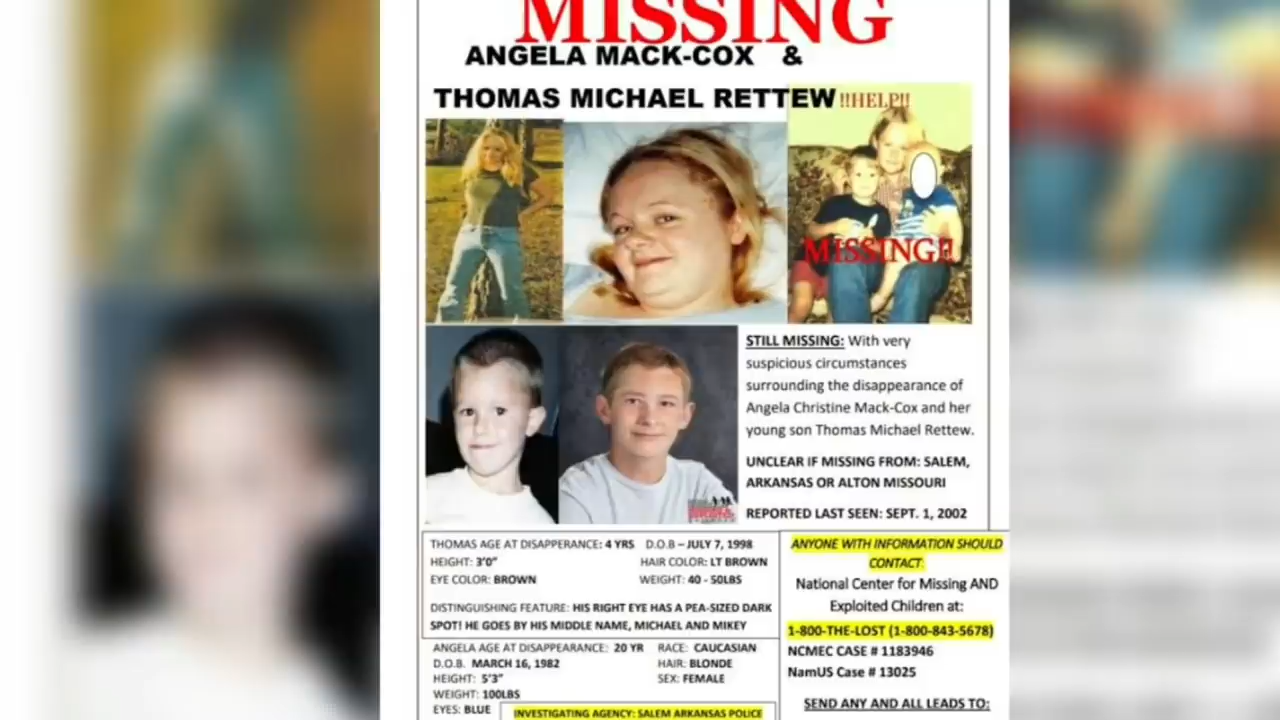 MISSING
ANGELA MACK-COX &
THOMAS MICHAEL RETTEW !!HELP!!
MISSING!!
STILL MISSING: With very
suspicious circumstances
surrounding the disappearance of
Angela Christine Mack-Cox and her
young son Thomas Michael Rettew.
UNCLEAR IF MISSING FROM: SALEM,
ARKANSAS OR ALTON MISSOURI
REPORTED LAST SEEN: SEPT. 1, 2002
THOMAS AGE AT DISAPPERANCE: 4 YRS D.O.B – JULY 7, 1998
HEIGHT: 3'0" HAIR COLOR: LT BROWN
EYE COLOR: BROWN WEIGHT: 40 - 50LBS
DISTINGUISHING FEATURE: HIS RIGHT EYE HAS A PEA-SIZED DARK
SPOT! HE GOES BY HIS MIDDLE NAME, MICHAEL AND MIKEY
ANGELA AGE AT DISAPPEARANCE: 20 YR RACE: CAUCASIAN
D.O.B. MARCH 16, 1982 HAIR: BLONDE
HEIGHT: 5'3" SEX: FEMALE
WEIGHT: 100LBS
EYES: BLUE
INVESTIGATING AGENCY: SALEM ARKANSAS POLICE
ANYONE WITH INFORMATION SHOULD
CONTACT:
National Center for Missing AND
Exploited Children at:
1-800-THE-LOST (1-800-843-5678)
NCMEC CASE # 1183946
NamUS Case # 13025
SEND ANY AND ALL LEADS TO: